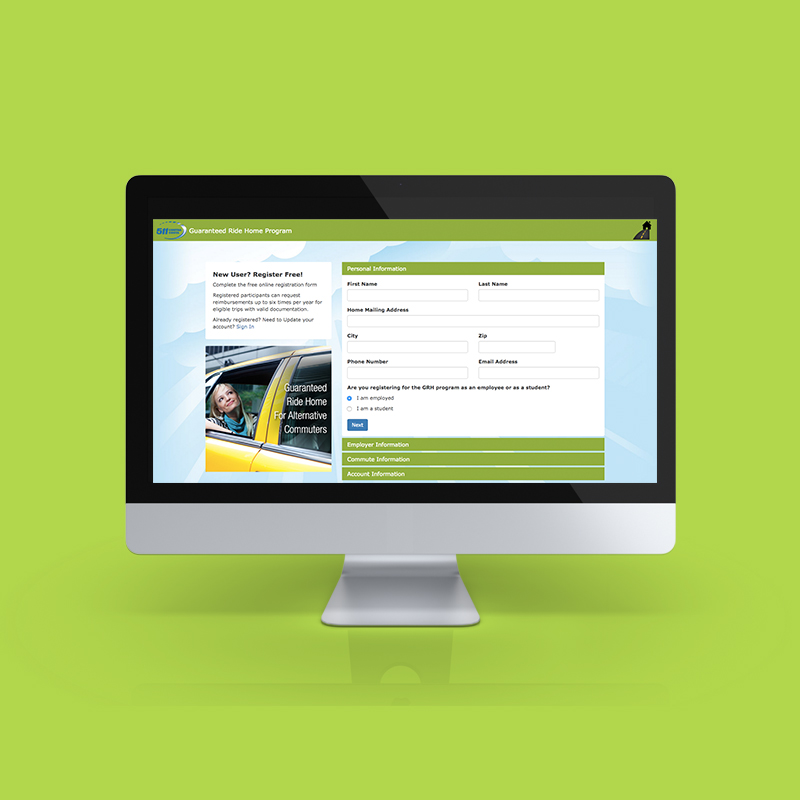 511
Guaranteed Ride Home Program
New User? Register Free!
Complete the free online registration form
Registered participants can request
reimbursements up to six times per year for
eligible trips with valid documentation.
Already registered? Need to Update your
account? Sign In
Guaranteed
Ride Home
For Alternative
Commuters
Personal Information
First Name
Last Name
Home Mailing Address
City
Zip
Phone Number
Email Address
Are you registering for the GRH program as an employee or as a student?
I am employed
I am a student
Next
Employer Information
Commute Information
Account Information